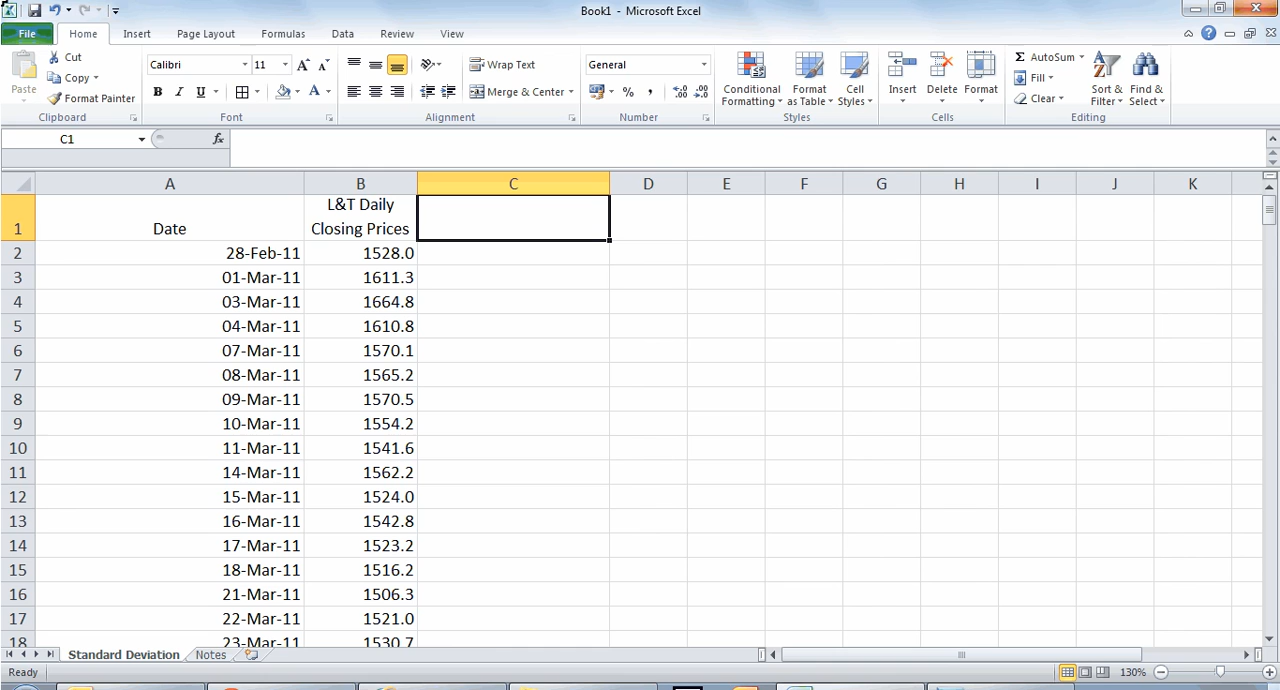 Book1 - Microsoft Excel
File Home Insert Page Layout Formulas Data Review View
Paste
Cut
Copy
Format Painter
Clipboard
Calibri 11
B I U
Font
Wrap Text
Merge & Center
Alignment
General
Number
Conditional Formatting
Format as Table
Cell Styles
Styles
Insert Delete Format
Cells
AutoSum
Fill
Clear
Sort & Filter
Find & Select
Editing
C1 fx
A B C D E F G H I J K
1 Date L&T Daily Closing Prices
2 28-Feb-11 1528.0
3 01-Mar-11 1611.3
4 03-Mar-11 1664.8
5 04-Mar-11 1610.8
6 07-Mar-11 1570.1
7 08-Mar-11 1565.2
8 09-Mar-11 1570.5
9 10-Mar-11 1554.2
10 11-Mar-11 1541.6
11 14-Mar-11 1562.2
12 15-Mar-11 1524.0
13 16-Mar-11 1542.8
14 17-Mar-11 1523.2
15 18-Mar-11 1516.2
16 21-Mar-11 1506.3
17 22-Mar-11 1521.0
18 23-Mar-11 1530.7
Standard Deviation Notes
Ready 130%